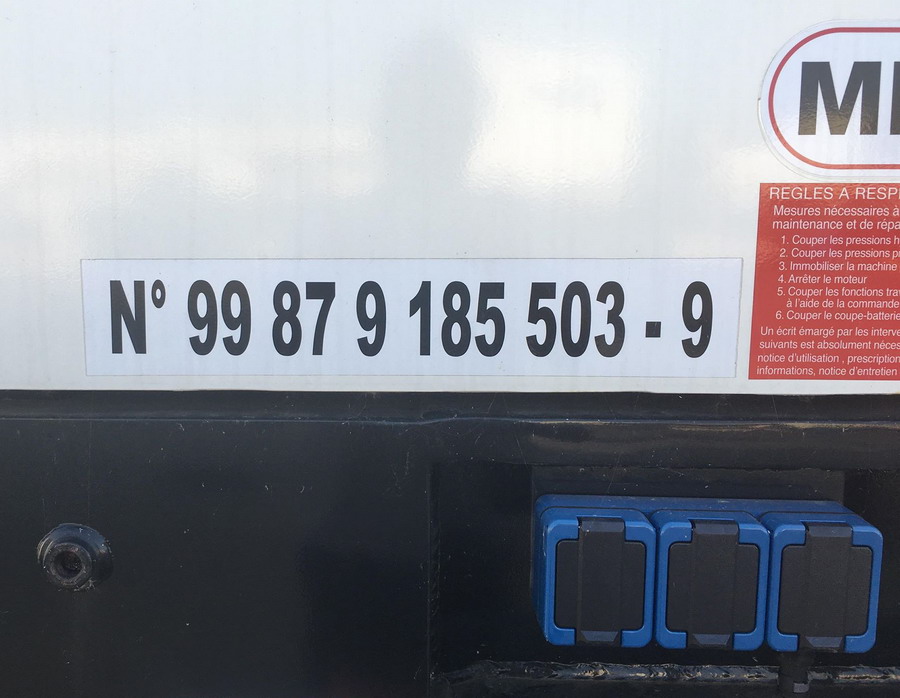 N° 99 87 9 185 503 - 9
REGLES A RESP
Mesures nécessaires à
maintenance et de répa
1. Couper les pressions h
2. Couper les pressions p
3. Immobiliser la machine
4. Arrêter le moteur
5. Couper les fonctions trav
à l'aide de la commande
6. Couper le coupe-batterie
Un écrit émargé par les interve
suivants est absolument néces
notice d'utilisation , prescription
informations, notice d'entretien